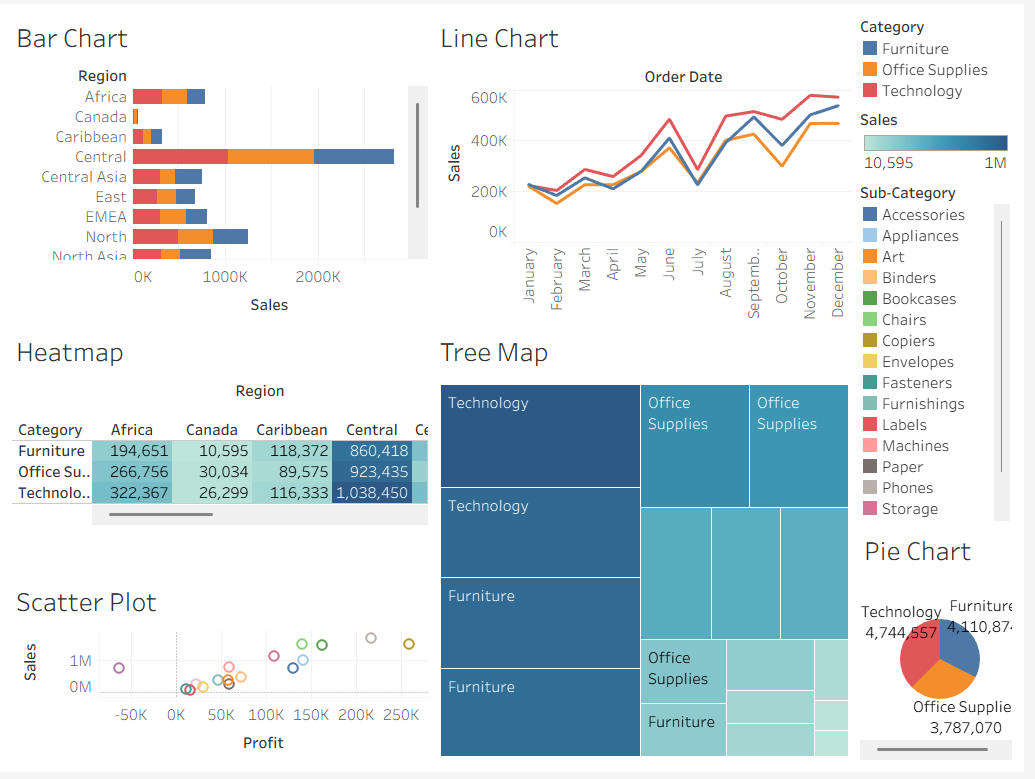 Bar Chart
Region
Africa
Canada
Caribbean
Central
Central Asia
East
EMEA
North
North Asia
0K 1000K 2000K
Sales
Line Chart
Order Date
Sales
600K
400K
200K
0K
January
February
March
April
May
June
July
August
Septemb..
October
November
December
Category
Furniture
Office Supplies
Technology
Sales
10,595 1M
Sub-Category
Accessories
Appliances
Art
Binders
Bookcases
Chairs
Copiers
Envelopes
Fasteners
Furnishings
Labels
Machines
Paper
Phones
Storage
Heatmap
Region
Category Africa Canada Caribbean Central Ce
Furniture 194,651 10,595 118,372 860,418
Office Su.. 266,756 30,034 89,575 923,435
Technolo.. 322,367 26,299 116,333 1,038,450
Tree Map
Technology
Technology
Furniture
Furniture
Office
Supplies
Office
Supplies
Office
Supplies
Furniture
Scatter Plot
Sales
1M
0M
-50K 0K 50K 100K 150K 200K 250K
Profit
Pie Chart
Technology
4,744,557
Furniture
4,110,874
Office Supplie
3,787,070